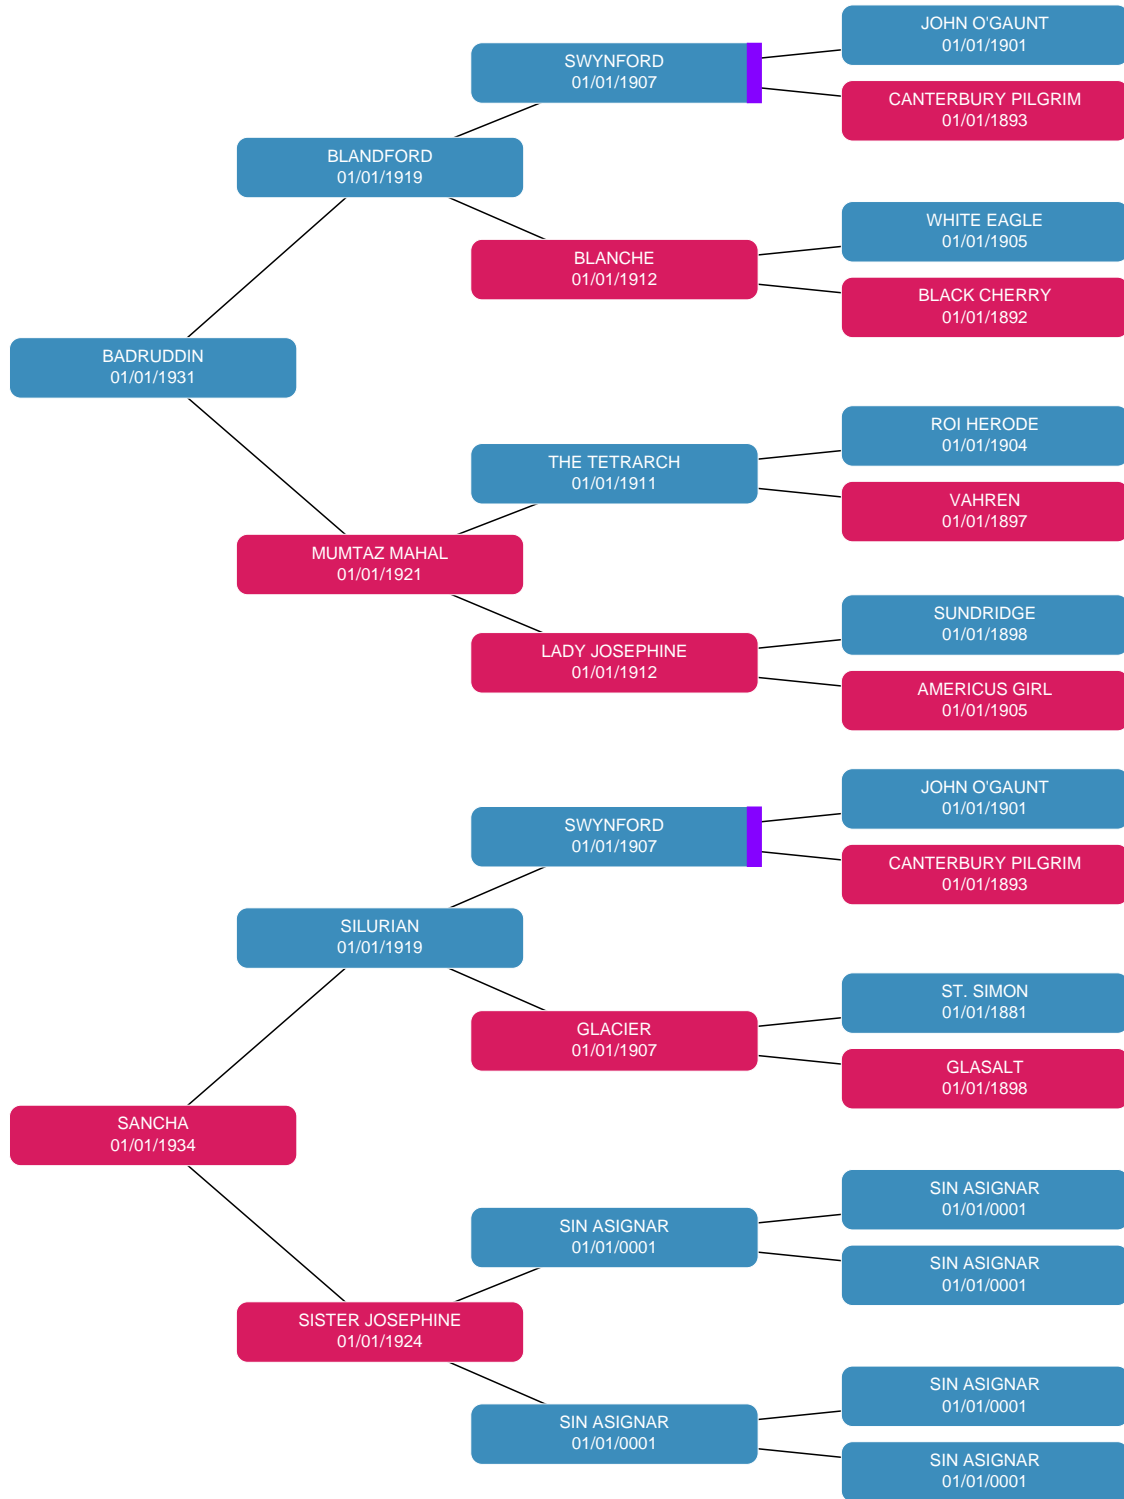 JOHN O'GAUNT
01/01/1901
SWYNFORD
01/01/1907
CANTERBURY PILGRIM
01/01/1893
BLANDFORD
01/01/1919
WHITE EAGLE
01/01/1905
BLANCHE
01/01/1912
BLACK CHERRY
01/01/1892
BADRUDDIN
01/01/1931
ROI HERODE
01/01/1904
THE TETRARCH
01/01/1911
VAHREN
01/01/1897
MUMTAZ MAHAL
01/01/1921
SUNDRIDGE
01/01/1898
LADY JOSEPHINE
01/01/1912
AMERICUS GIRL
01/01/1905
JOHN O'GAUNT
01/01/1901
SWYNFORD
01/01/1907
CANTERBURY PILGRIM
01/01/1893
SILURIAN
01/01/1919
ST. SIMON
01/01/1881
GLACIER
01/01/1907
GLASALT
01/01/1898
SANCHA
01/01/1934
SIN ASIGNAR
01/01/0001
SIN ASIGNAR
01/01/0001
SIN ASIGNAR
01/01/0001
SISTER JOSEPHINE
01/01/1924
SIN ASIGNAR
01/01/0001
SIN ASIGNAR
01/01/0001
SIN ASIGNAR
01/01/0001